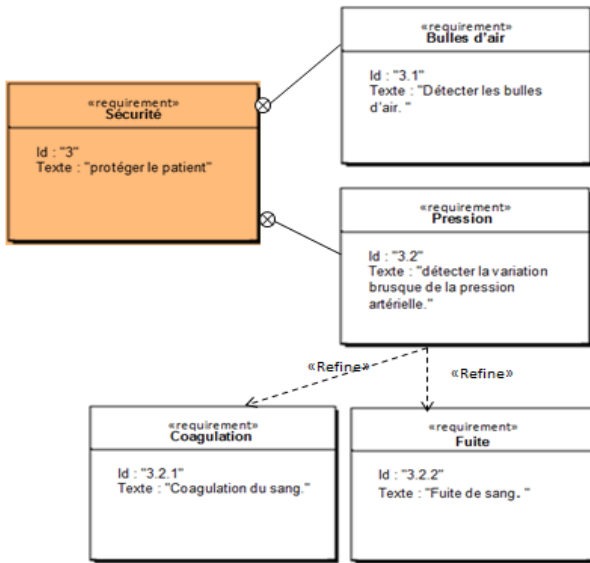 «requirement»
Bulles d'air
Id : "3.1"
Texte : "Détecter les bulles
d'air. "
«requirement»
Sécurité
Id : "3"
Texte : "protéger le patient"
«requirement»
Pression
Id : "3.2"
Texte : "détecter la variation
brusque de la pression
artérielle."
«Refine»
«Refine»
«requirement»
Coagulation
Id : "3.2.1"
Texte : "Coagulation du sang."
«requirement»
Fuite
Id : "3.2.2"
Texte : "Fuite de sang. "